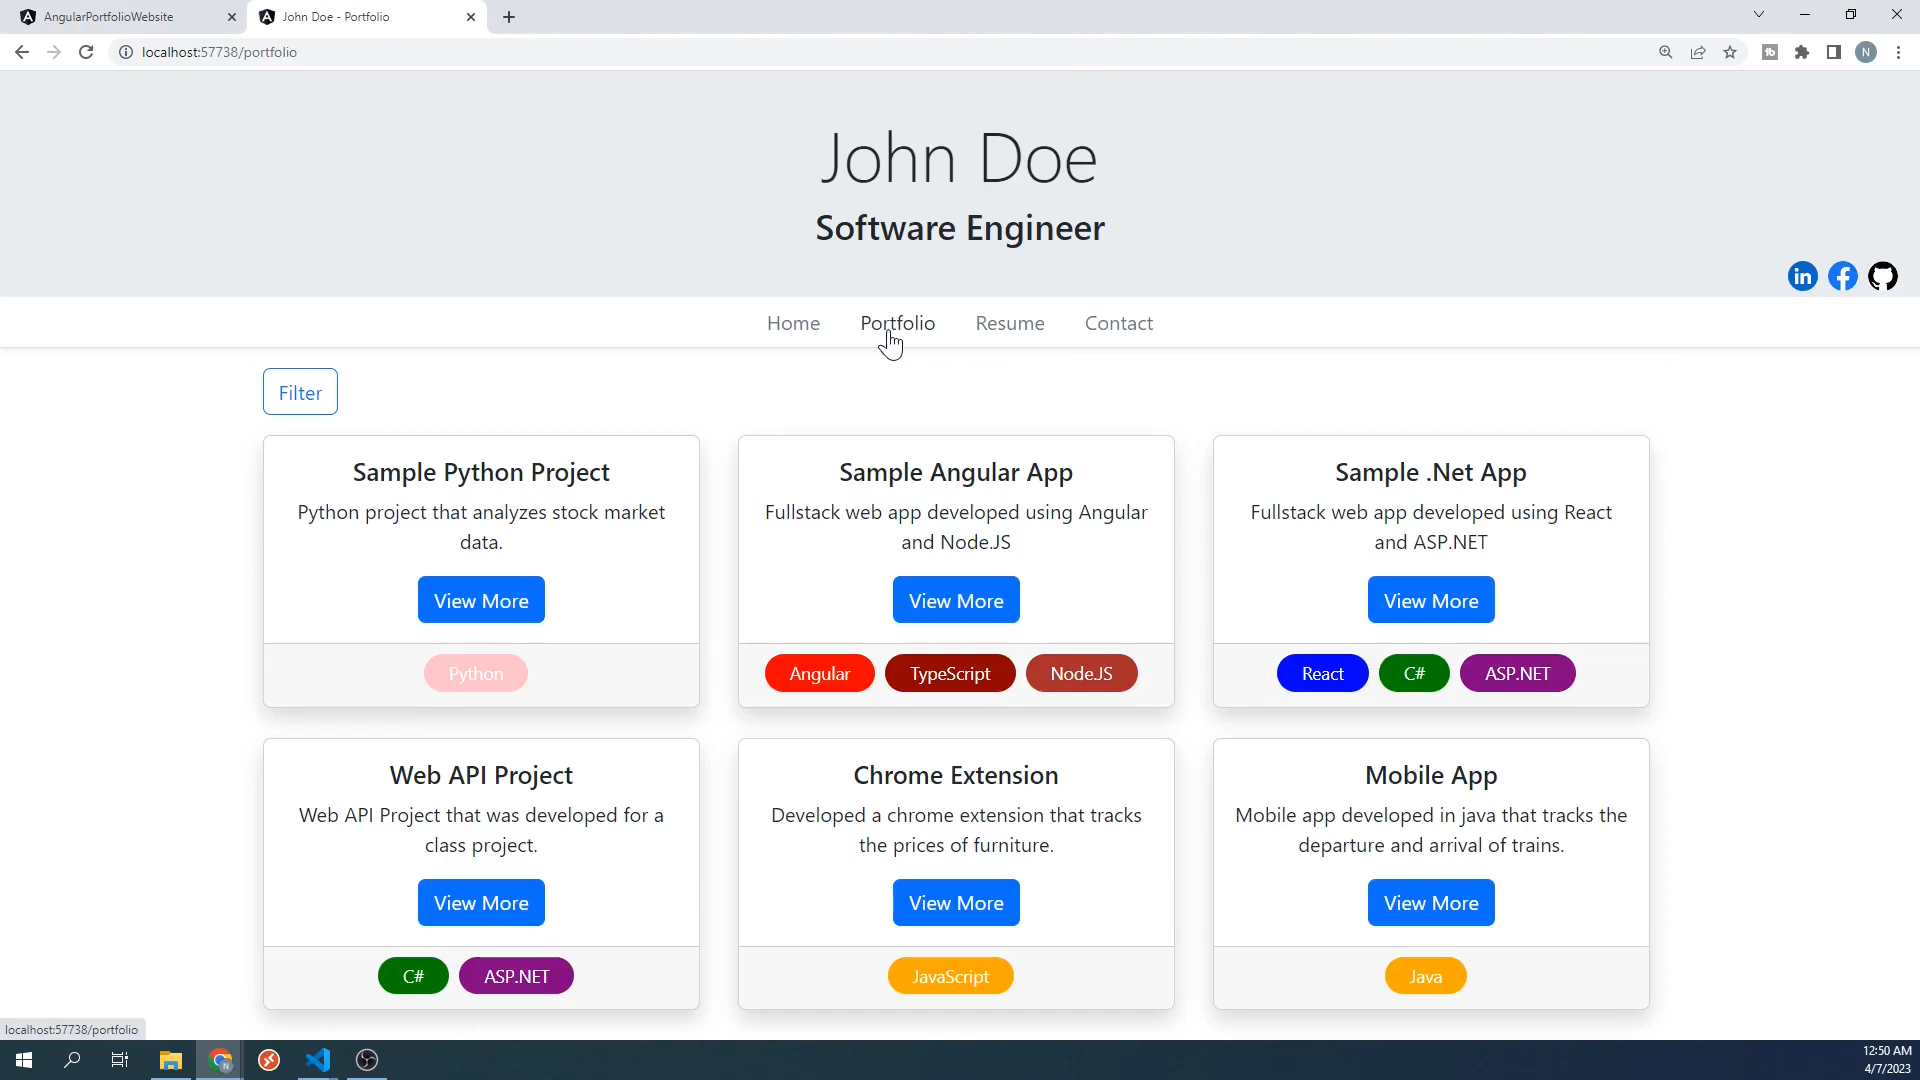 AngularPortfolioWebsite
John Doe - Portfolio
localhost:57738/portfolio
N
John Doe
Software Engineer
Home
Portfolio
Resume
Contact
Filter
Sample Python Project
Python project that analyzes stock market
data.
View More
Python
Sample Angular App
Fullstack web app developed using Angular
and Node.JS
View More
Angular
TypeScript
Node.JS
Sample .Net App
Fullstack web app developed using React
and ASP.NET
View More
React
C#
ASP.NET
Web API Project
Web API Project that was developed for a
class project.
View More
C#
ASP.NET
Chrome Extension
Developed a chrome extension that tracks
the prices of furniture.
View More
JavaScript
Mobile App
Mobile app developed in java that tracks the
departure and arrival of trains.
View More
Java
localhost:57738/portfolio
12:50 AM
4/7/2023